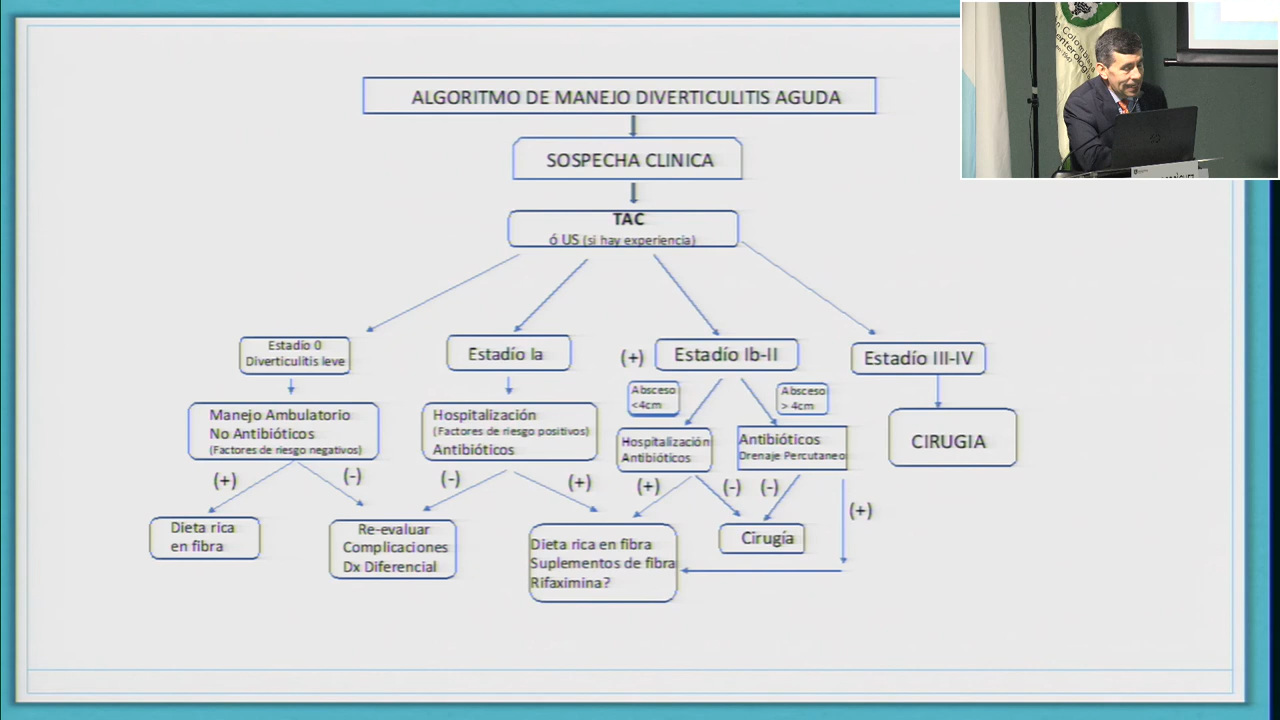 ALGORITMO DE MANEJO DIVERTICULITIS AGUDA
SOSPECHA CLINICA
TAC
ó US (si hay experiencia)
Estadío 0
Diverticulitis leve
Estadío Ia
(+)
Estadío Ib-II
Estadío III-IV
Absceso
<4cm
Absceso
> 4cm
Manejo Ambulatorio
No Antibióticos
(Factores de riesgo negativos)
Hospitalización
(Factores de riesgo positivos)
Antibióticos
Hospitalización
Antibióticos
Antibióticos
Drenaje Percutaneo
CIRUGIA
(+)
(-)
(-)
(+)
(+)
(-)
(-)
(+)
Dieta rica
en fibra
Re-evaluar
Complicaciones
Dx Diferencial
Dieta rica en fibra
Suplementos de fibra
Rifaximina?
Cirugía